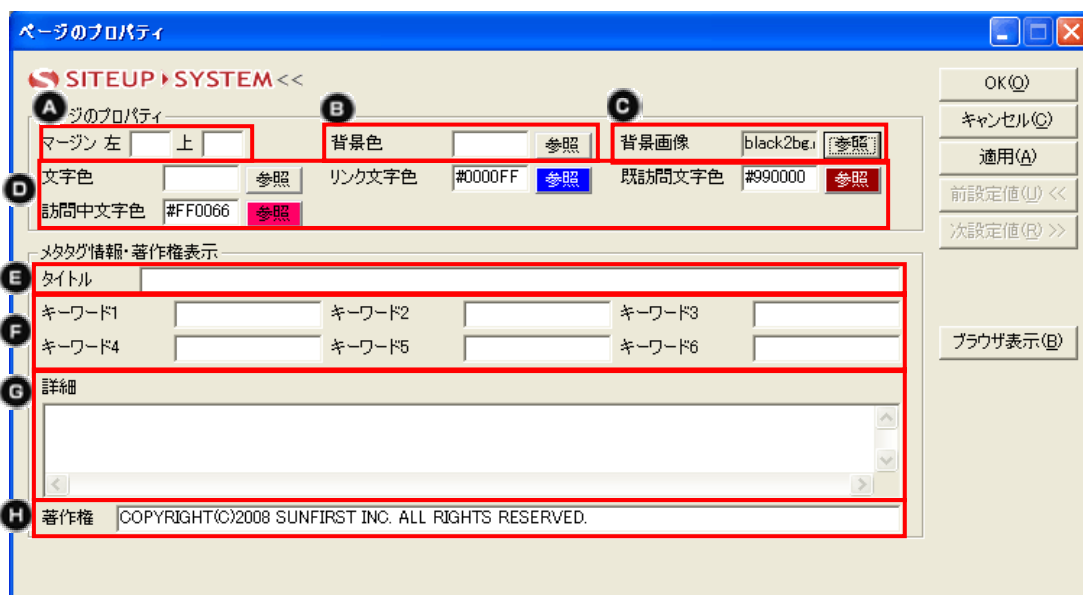 ページのプロパティ
SITEUP SYSTEM<<
OK(O)
A B C
ジのプロパティ
キャンセル(C)
マージン 左 上 背景色 参照 背景画像 black2bg. 参照
適用(A)
D 文字色 参照 リンク文字色 #0000FF 参照 既訪問文字色 #990000 参照
前設定値(U) <<
訪問中文字色 #FF0066 参照
次設定値(R) >>
メタタグ情報・著作権表示
E タイトル
キーワード1 キーワード2 キーワード3
F
キーワード4 キーワード5 キーワード6
ブラウザ表示(B)
G 詳細
H 著作権 COPYRIGHT(C)2008 SUNFIRST INC. ALL RIGHTS RESERVED.